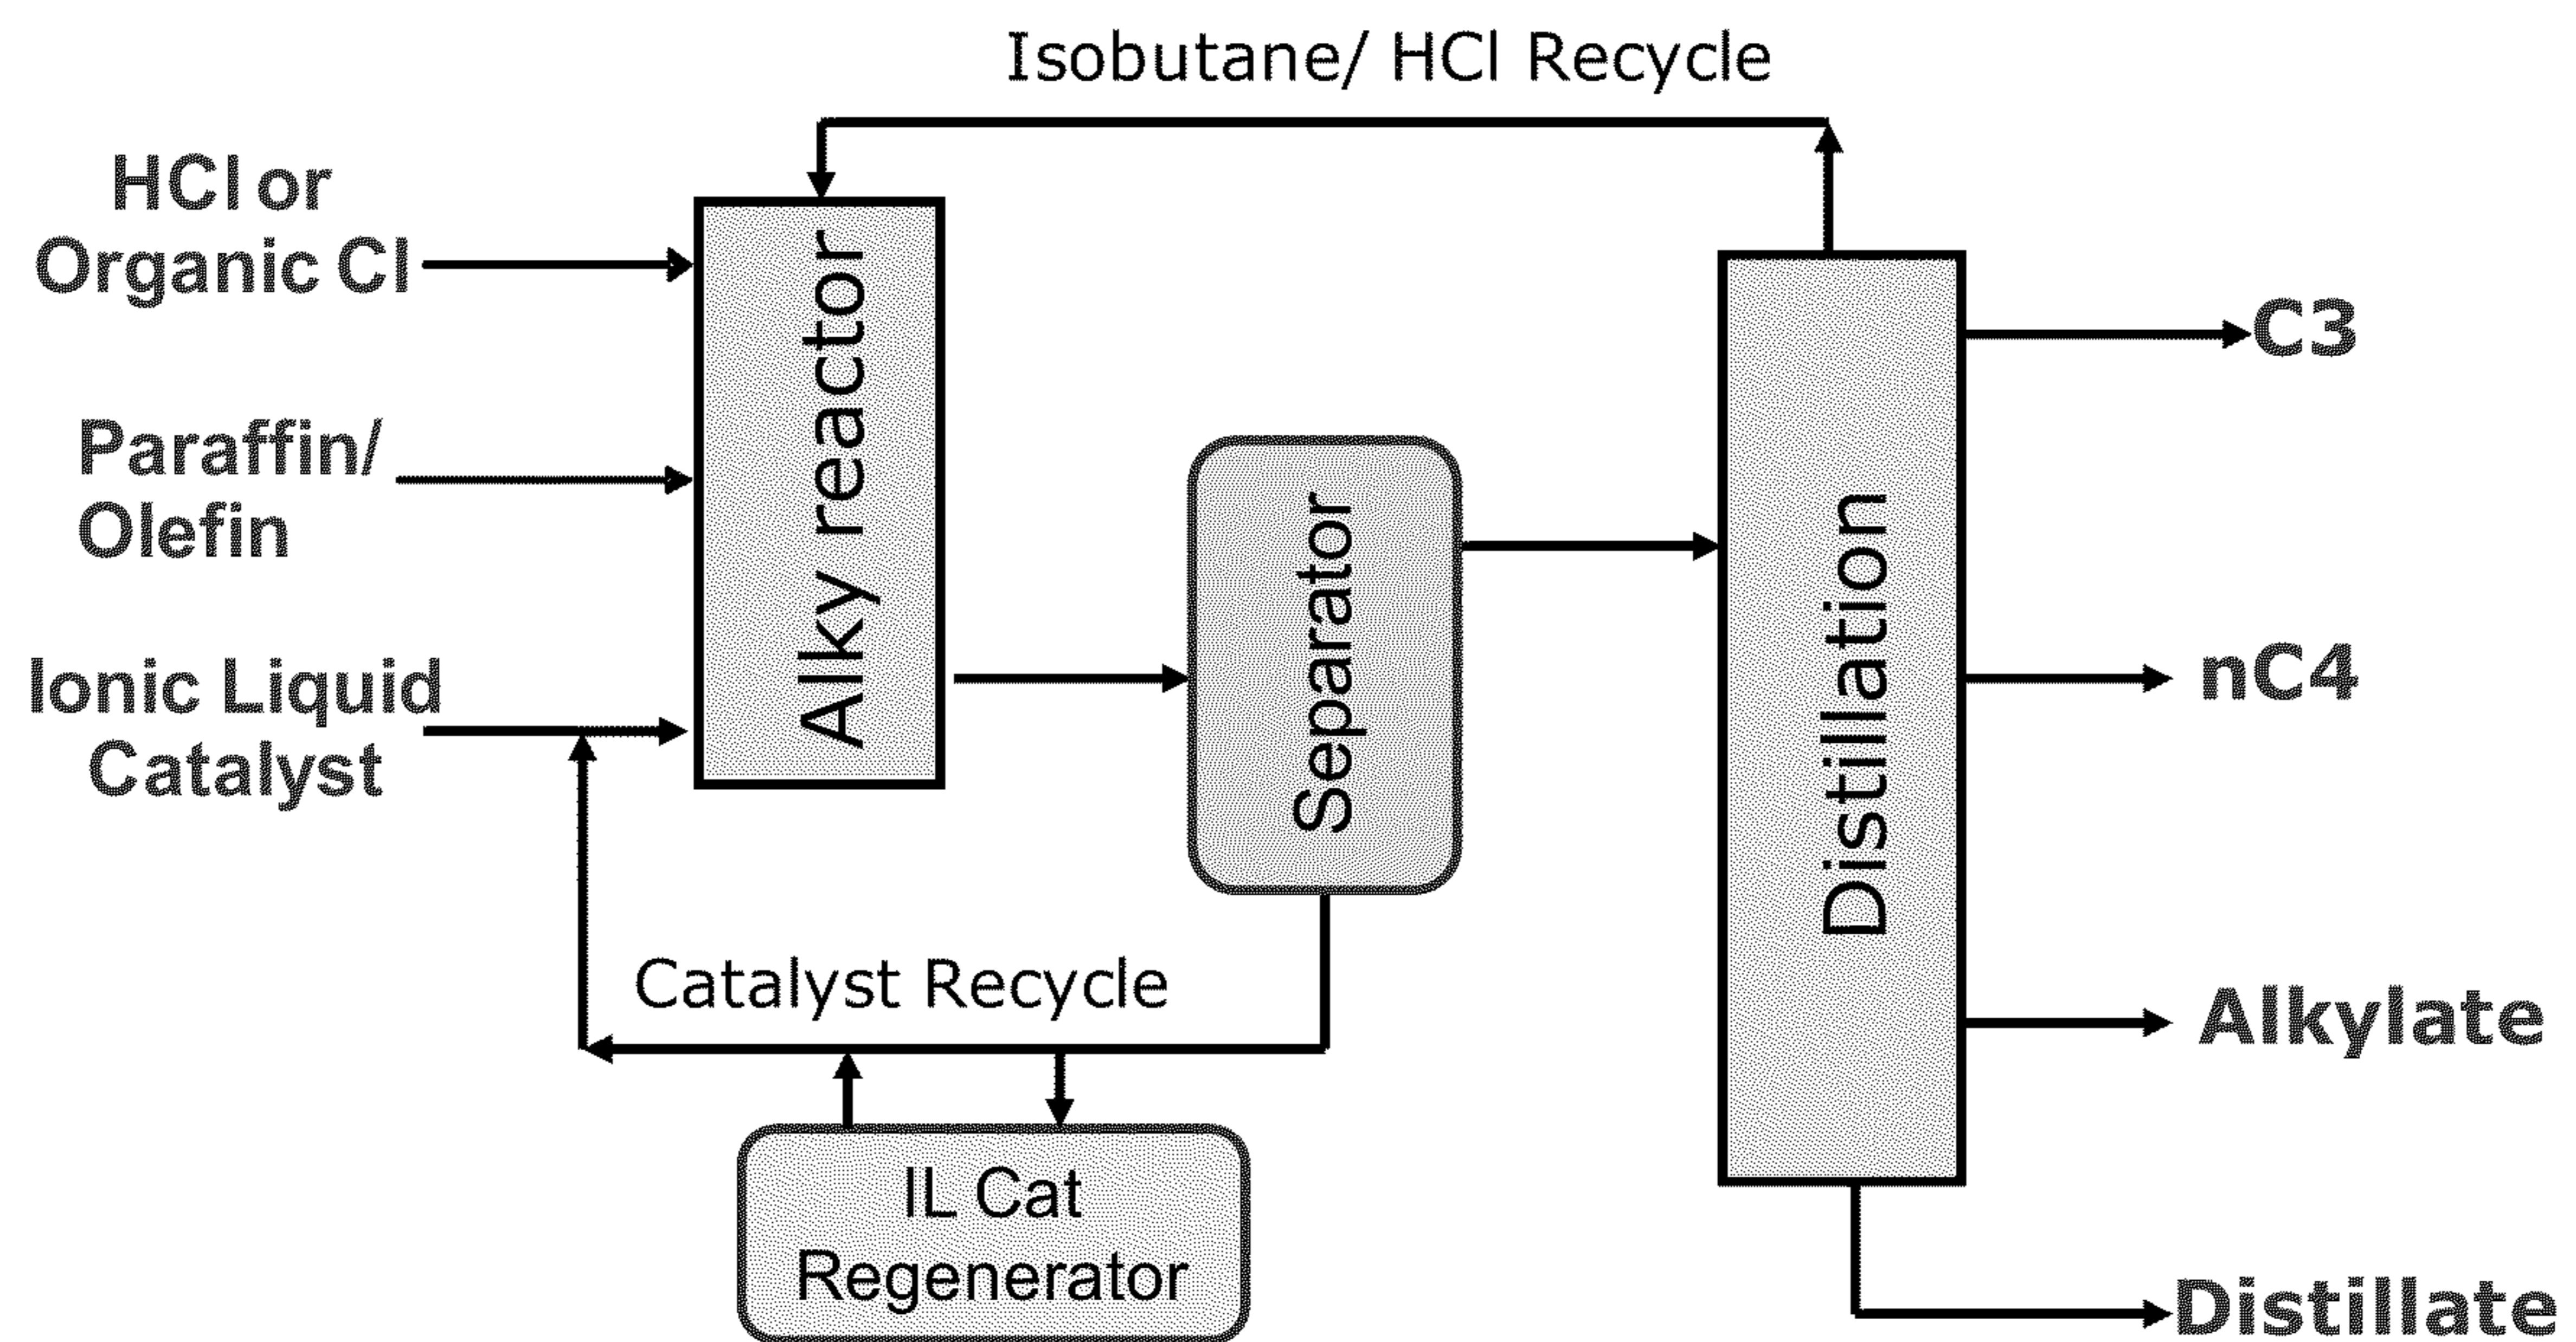 Isobutane/ HCl Recycle
HCl or
Organic Cl
Paraffin/
Olefin
Ionic Liquid
Catalyst
Alky reactor
Separator
Distillation
C3
nC4
Alkylate
Distillate
Catalyst Recycle
IL Cat
Regenerator